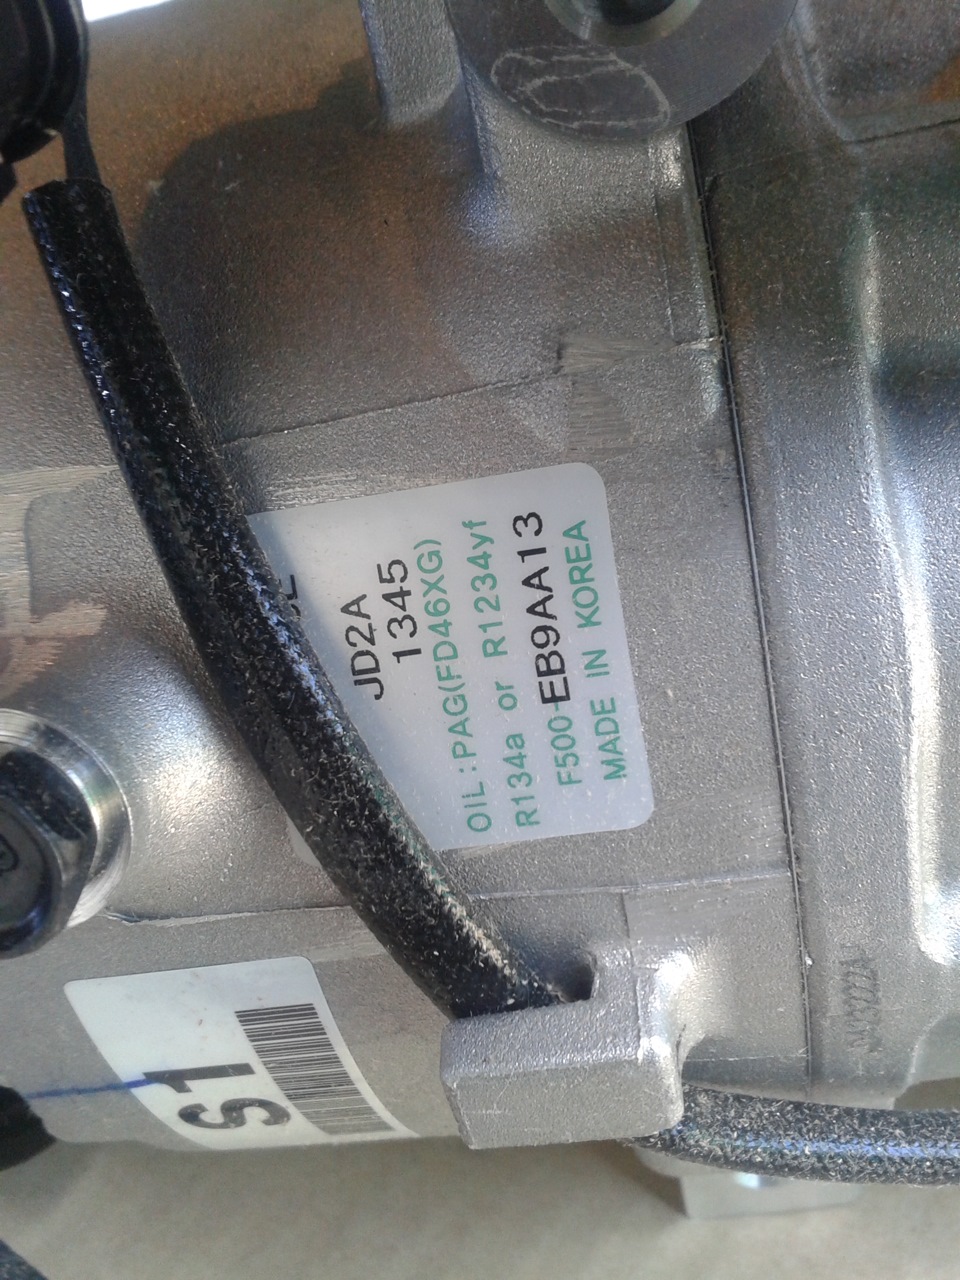 JD2A
1345
OIL:PAG(FD46XG)
R134a or R1234yf
F500-EB9AA13
MADE IN KOREA
S1